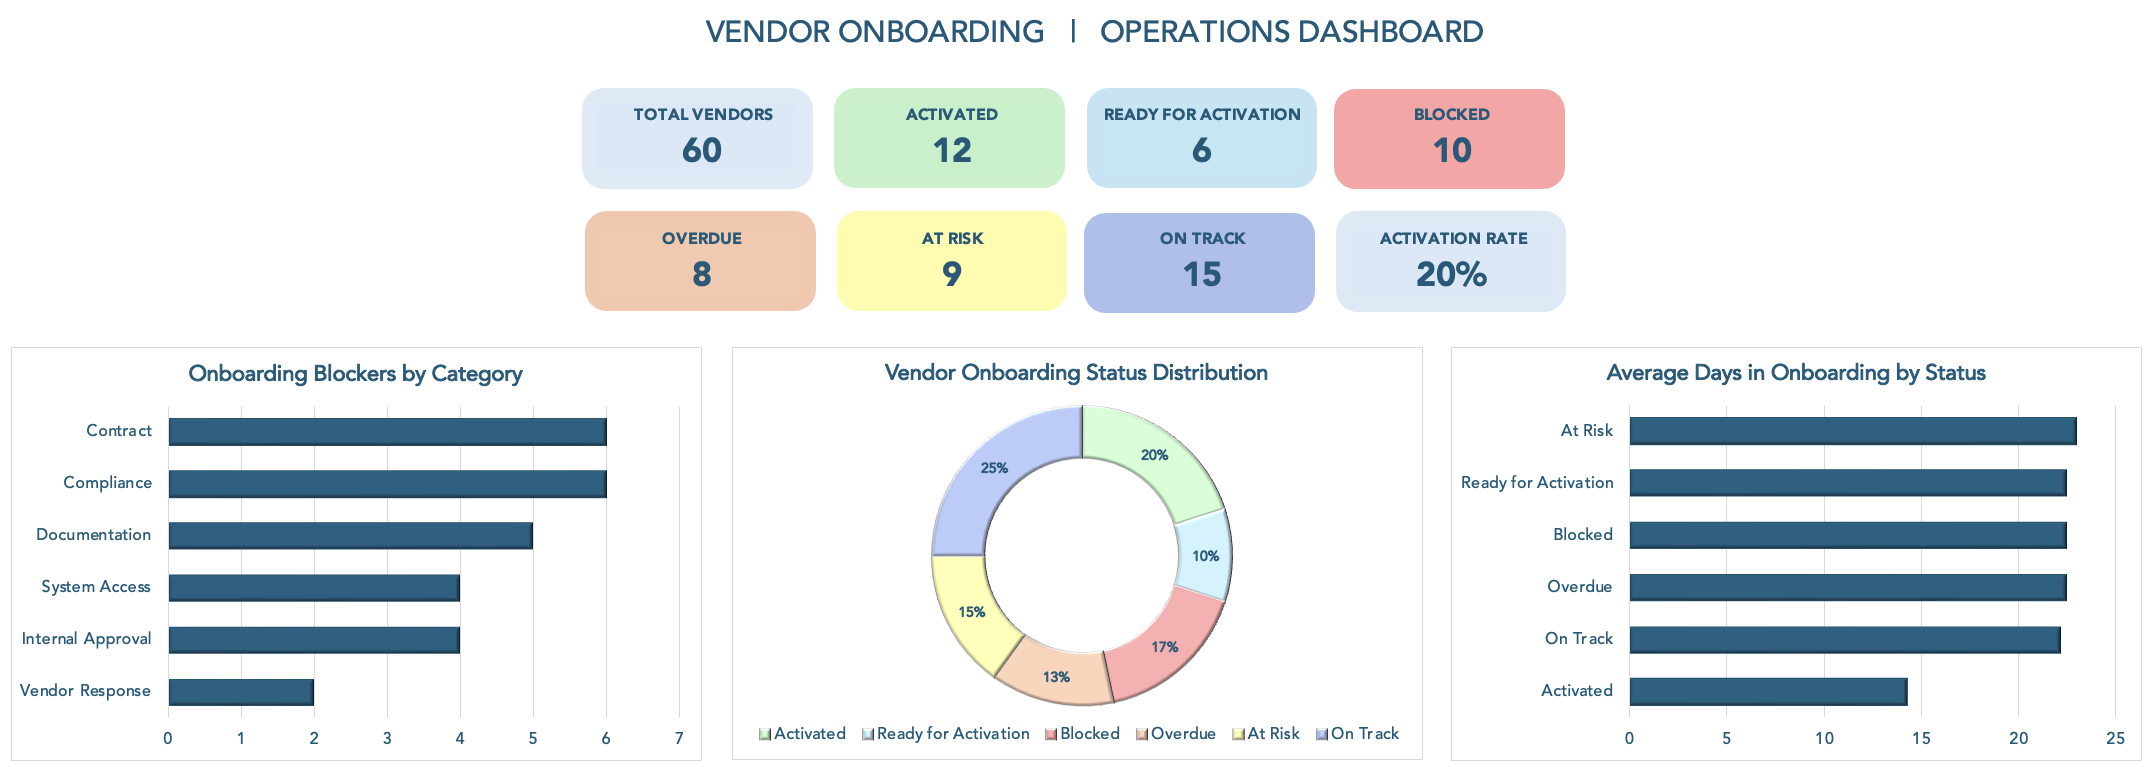 VENDOR ONBOARDING | OPERATIONS DASHBOARD
TOTAL VENDORS
60
ACTIVATED
12
READY FOR ACTIVATION
6
BLOCKED
10
OVERDUE
8
AT RISK
9
ON TRACK
15
ACTIVATION RATE
20%
Onboarding Blockers by Category
Contract
Compliance
Documentation
System Access
Internal Approval
Vendor Response
0 1 2 3 4 5 6 7
Vendor Onboarding Status Distribution
20%
10%
17%
13%
15%
25%
Activated Ready for Activation Blocked Overdue At Risk On Track
Average Days in Onboarding by Status
At Risk
Ready for Activation
Blocked
Overdue
On Track
Activated
0 5 10 15 20 25